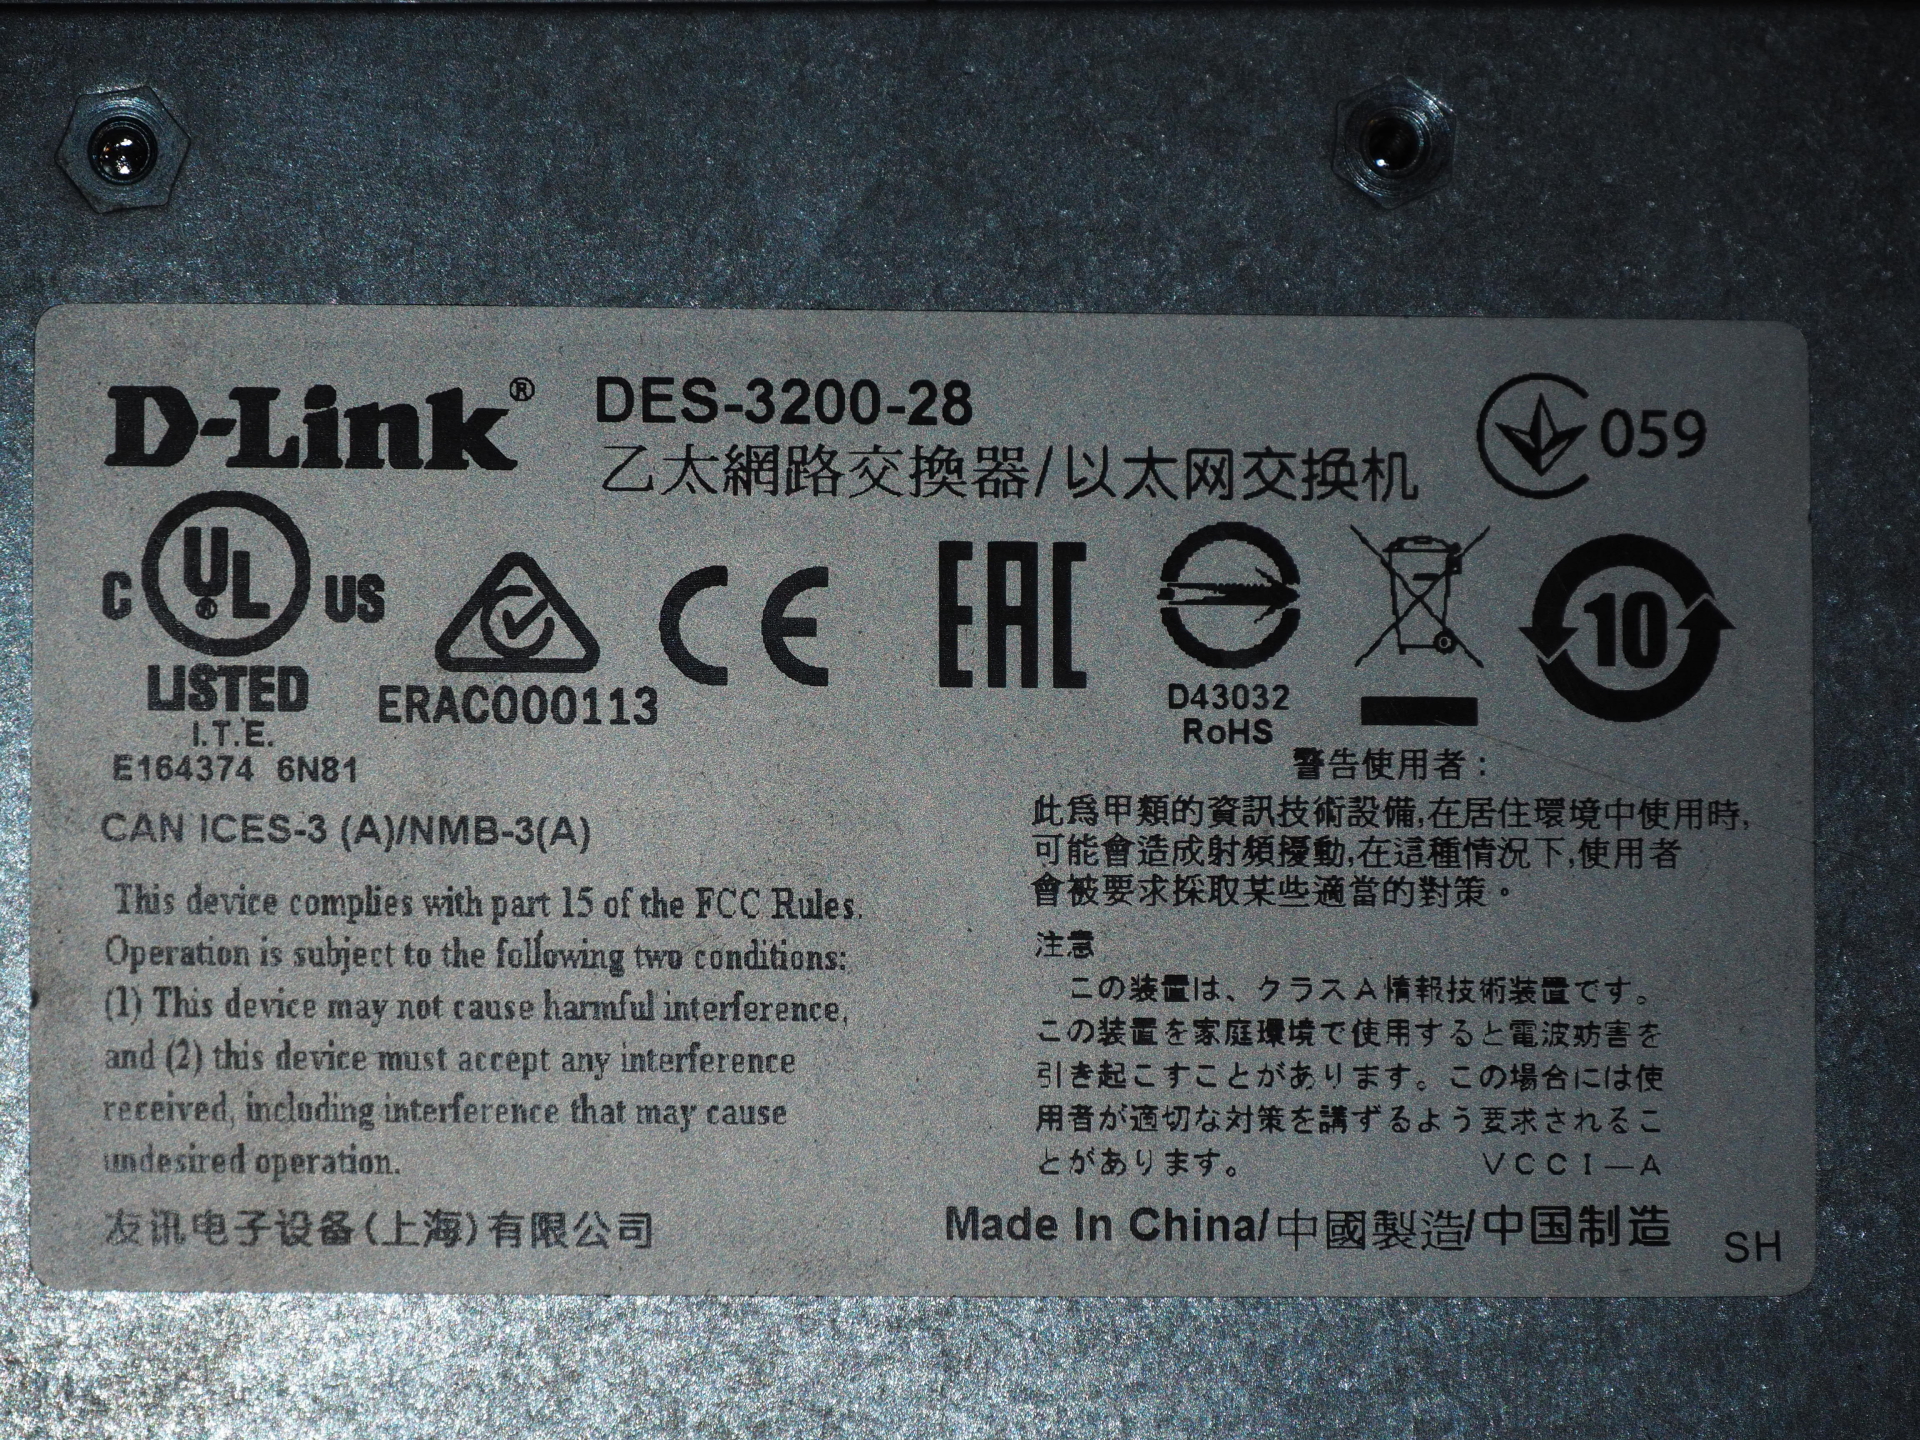 D-Link®
DES-3200-28
乙太網路交換器/以太网交换机
059
C UL® US
LISTED
I.T.E.
E164374 6N81
ERAC000113
CE
EAC
D43032
RoHS
10
CAN ICES-3 (A)/NMB-3(A)
This device complies with part 15 of the FCC Rules.
Operation is subject to the following two conditions:
(1) This device may not cause harmful interference,
and (2) this device must accept any interference
received, including interference that may cause
undesired operation.
友讯电子设备(上海)有限公司
警告使用者:
此爲甲類的資訊技術設備,在居住環境中使用時,
可能會造成射頻擾動,在這種情況下,使用者
會被要求採取某些適當的對策。
注意
この装置は、クラスA情報技術装置です。
この装置を家庭環境で使用すると電波妨害を
引き起こすことがあります。この場合には使
用者が適切な対策を講ずるよう要求されるこ
とがあります。 VCCI-A
Made In China/中國製造/中国制造
SH